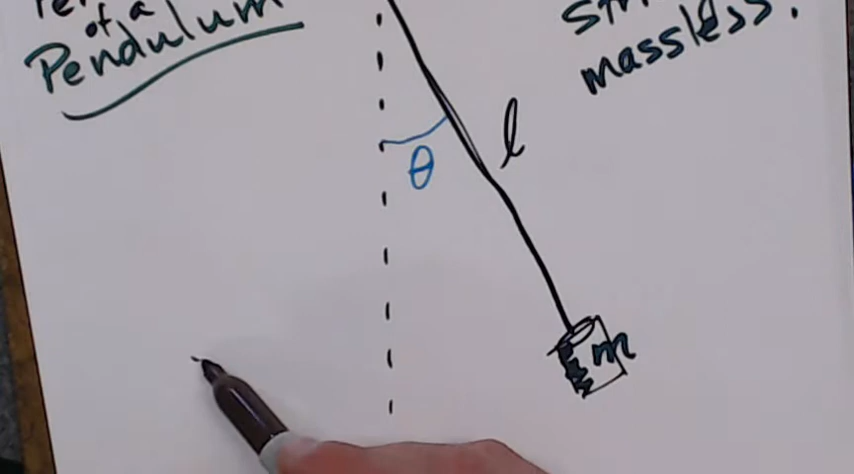 of a
Pendulum
massless.
l
θ
m